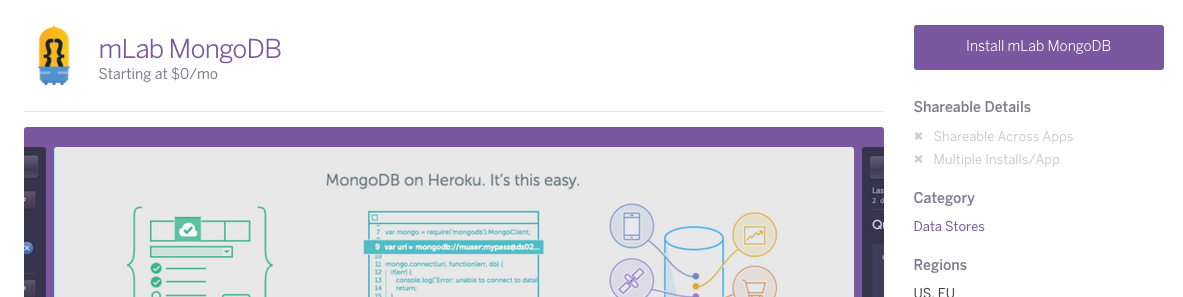 mLab MongoDB
Starting at $0/mo
Install mLab MongoDB
Shareable Details
✖ Shareable Across Apps
✖ Multiple Installs/App
Category
Data Stores
Regions
US, EU
MongoDB on Heroku. It's this easy.
7 var mongo = require('mongodb').MongoClient;
9 var url = mongodb://muser:mypass@ds02...
11 mongo.connect(url, function(err, db) {
12 if(err) {
13 console.log("Error: unable to connect to data
14 return;
15 }
Las
2 d
Qu